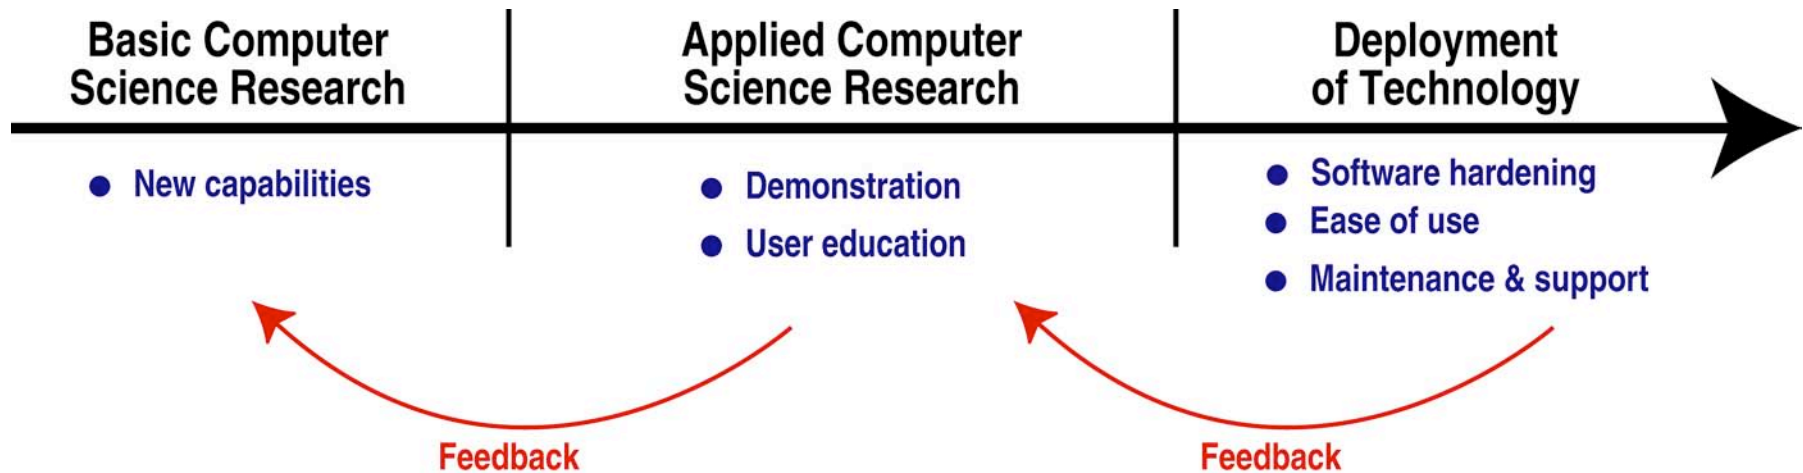 Basic Computer
Science Research
Applied Computer
Science Research
Deployment
of Technology
● New capabilities
● Demonstration
● User education
● Software hardening
● Ease of use
● Maintenance & support
Feedback
Feedback